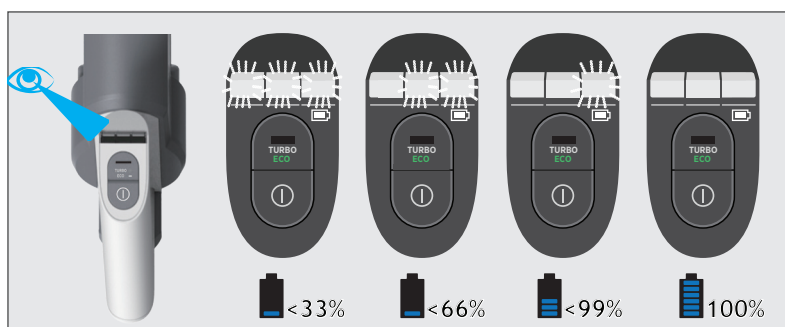 TURBO
ECO
TURBO
ECO
TURBO
ECO
TURBO
ECO
TURBO
ECO
<33%
<66%
<99%
100%